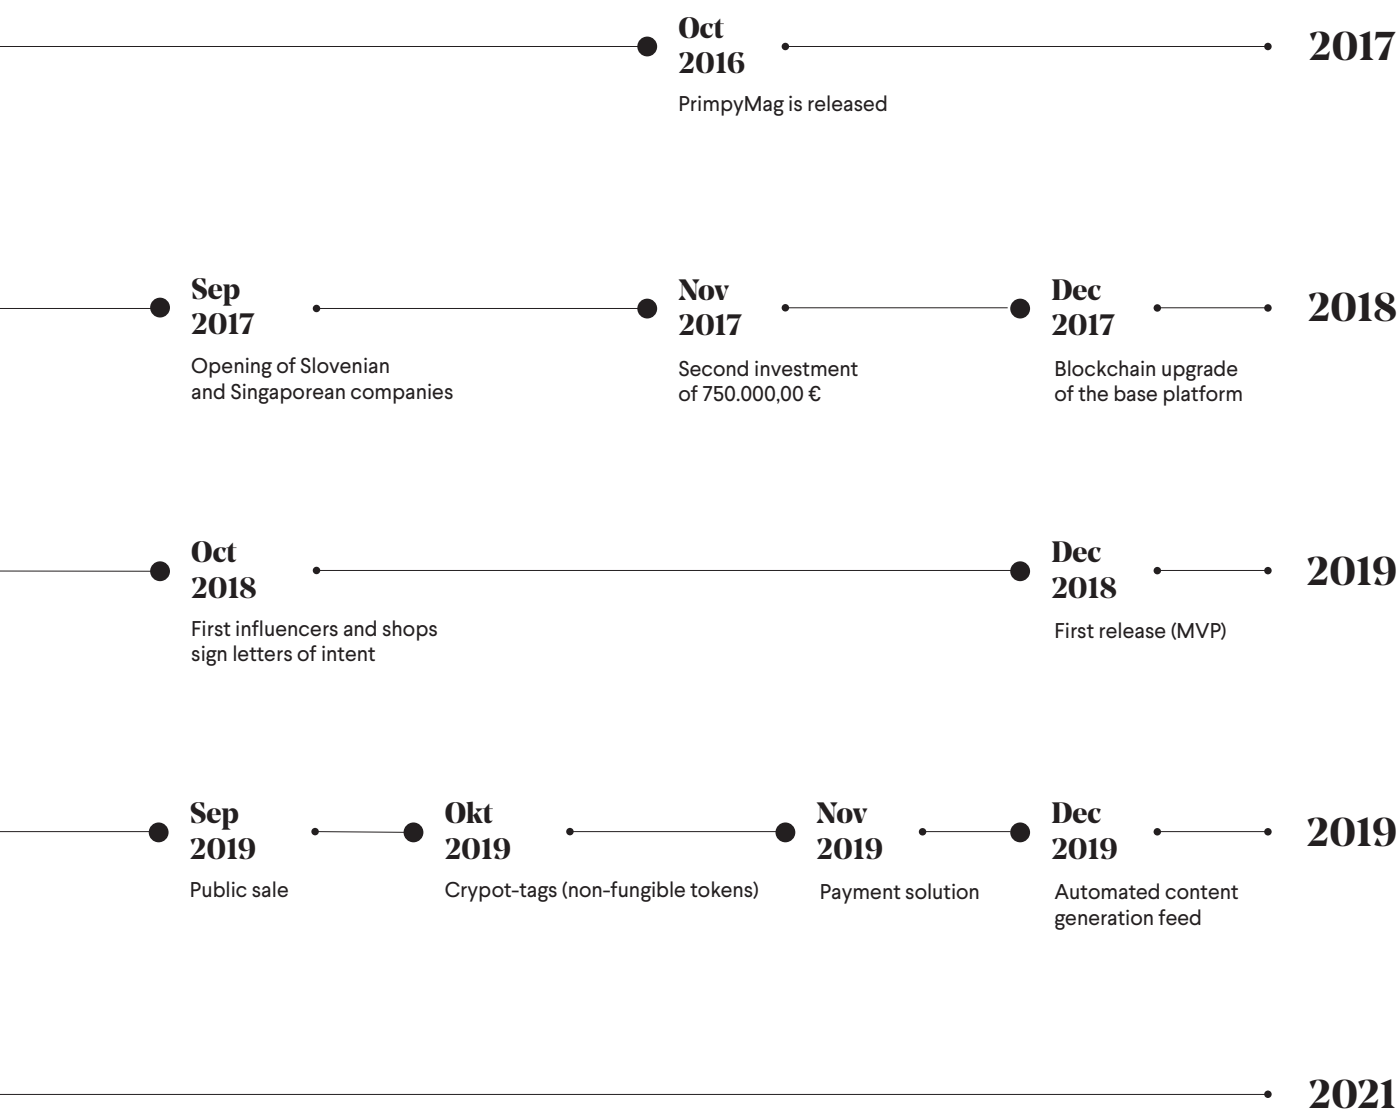 Oct
2016
PrimpyMag is released
2017
Sep
2017
Opening of Slovenian
and Singaporean companies
Nov
2017
Second investment
of 750.000,00 €
Dec
2017
Blockchain upgrade
of the base platform
2018
Oct
2018
First influencers and shops
sign letters of intent
Dec
2018
First release (MVP)
2019
Sep
2019
Public sale
Okt
2019
Crypot-tags (non-fungible tokens)
Nov
2019
Payment solution
Dec
2019
Automated content
generation feed
2019
2021